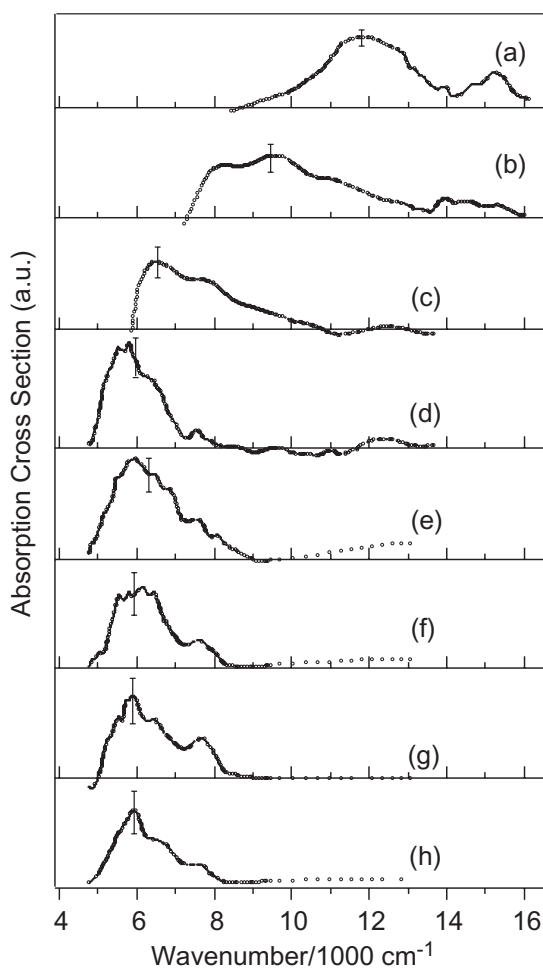 (a)
(b)
(c)
(d)
(e)
(f)
(g)
(h)
Absorption Cross Section (a.u.)
4 6 8 10 12 14 16
Wavenumber/1000 cm-1